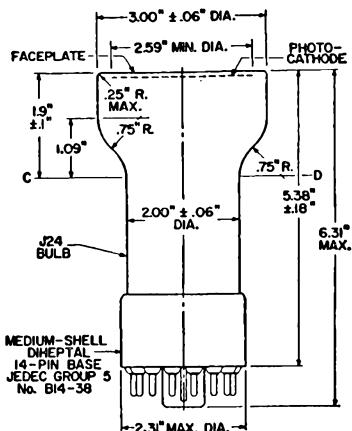 3.00" ±.06" DIA.
2.59" MIN. DIA.
FACEPLATE
PHOTO-
CATHODE
.25" R.
MAX.
1.9"
±.1"
.75" R.
1.09"
.75" R.
C
D
2.00" ±.06"
DIA.
5.38"
±.18"
6.31"
MAX.
J24
BULB
MEDIUM-SHELL
DIHEPTAL
14-PIN BASE
JEDEC GROUP 5
No. B14-38
2.31" MAX. DIA.